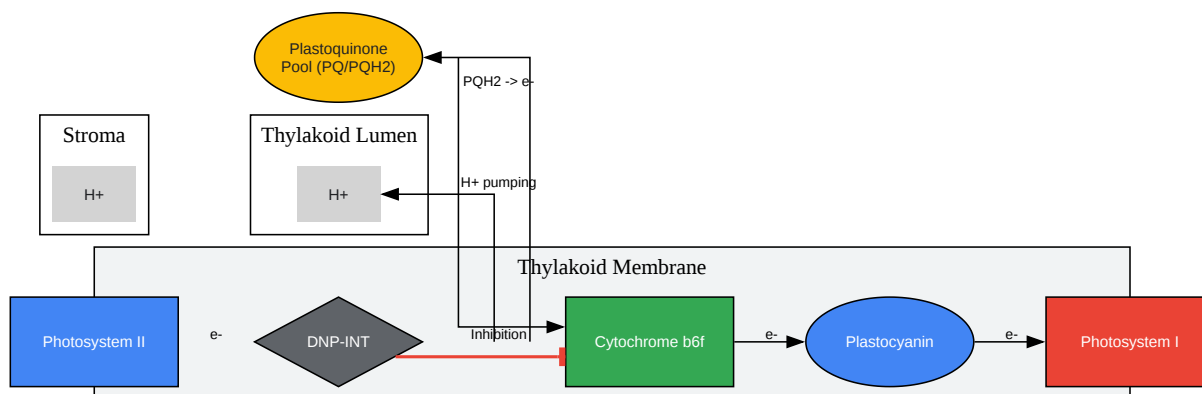 Plastoquinone
Pool (PQ/PQH2)
PQH2 -> e-
Stroma
Thylakoid Lumen
H+
H+
H+ pumping
Thylakoid Membrane
Photosystem II
e-
DNP-INT
Inhibition
Cytochrome b6f
e-
Plastocyanin
e-
Photosystem I